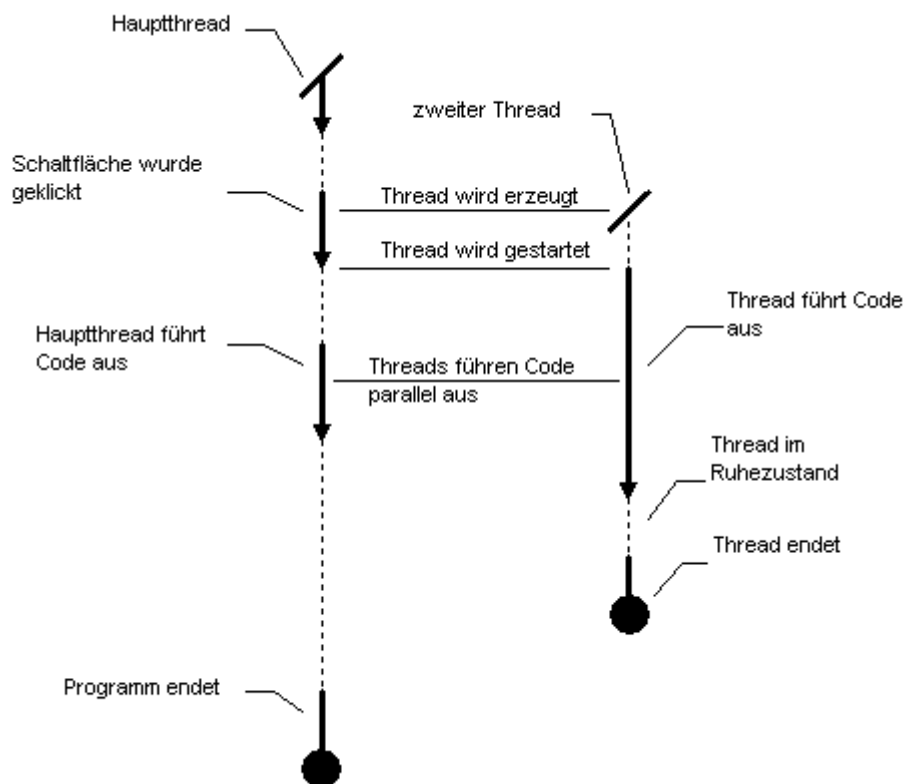 Hauptthread
zweiter Thread
Schaltfläche wurde
geklickt
Thread wird erzeugt
Thread wird gestartet
Thread führt Code
aus
Hauptthread führt
Code aus
Threads führen Code
parallel aus
Thread im
Ruhezustand
Thread endet
Programm endet